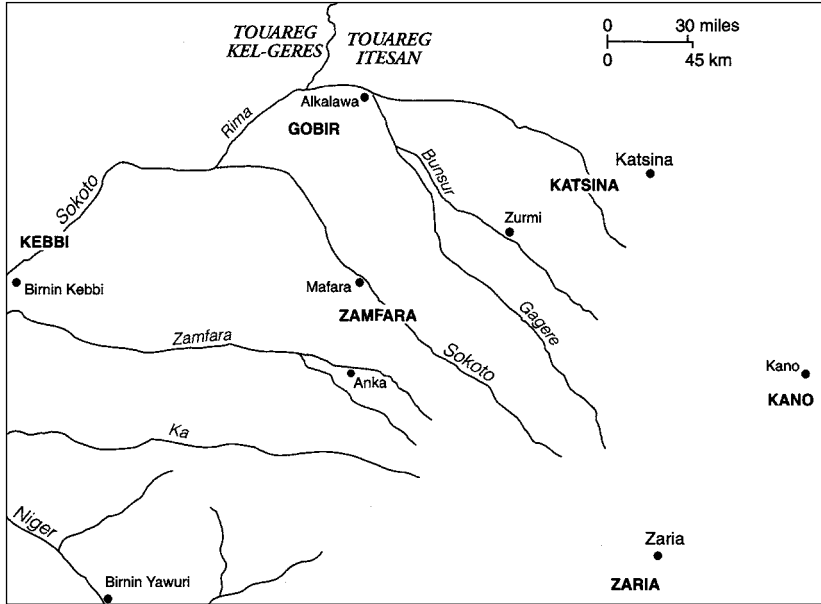 TOUAREG
KEL-GERES
TOUAREG
ITESAN
0 30 miles
0 45 km
Alkalawa
Rima
GOBIR
Bunsur
Katsina
KATSINA
Sokoto
Zurmi
KEBBI
Birnin Kebbi
Mafara
ZAMFARA
Gagere
Zamfara
Sokoto
Anka
Kano
KANO
Ka
Niger
Zaria
Birnin Yawuri
ZARIA